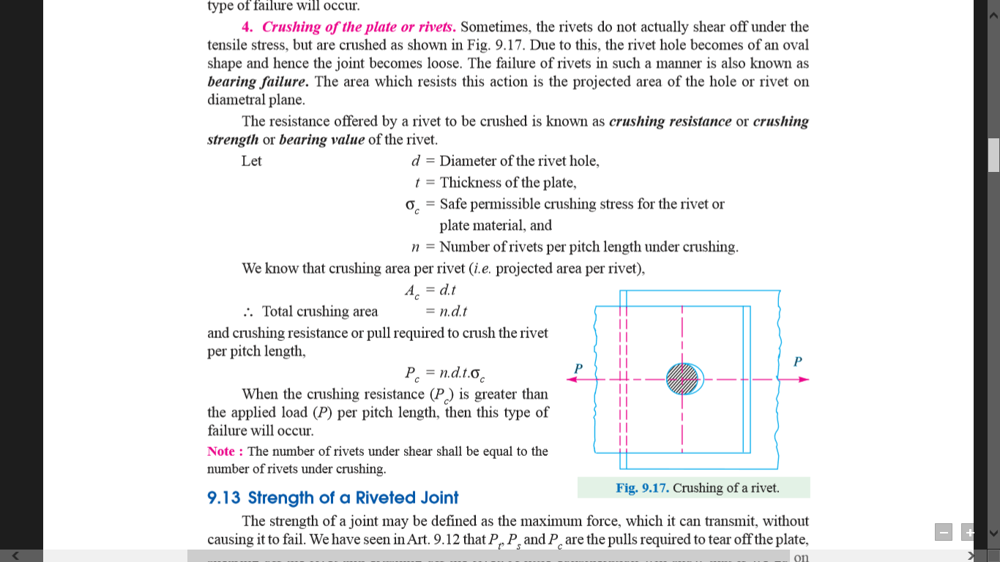 type of failure will occur.
4. Crushing of the plate or rivets. Sometimes, the rivets do not actually shear off under the
tensile stress, but are crushed as shown in Fig. 9.17. Due to this, the rivet hole becomes of an oval
shape and hence the joint becomes loose. The failure of rivets in such a manner is also known as
bearing failure. The area which resists this action is the projected area of the hole or rivet on
diametral plane.
The resistance offered by a rivet to be crushed is known as crushing resistance or crushing
strength or bearing value of the rivet.
Let d = Diameter of the rivet hole,
t = Thickness of the plate,
σc = Safe permissible crushing stress for the rivet or
plate material, and
n = Number of rivets per pitch length under crushing.
We know that crushing area per rivet (i.e. projected area per rivet),
Ac = d.t
∴ Total crushing area = n.d.t
and crushing resistance or pull required to crush the rivet
per pitch length,
Pc = n.d.t.σc
When the crushing resistance (Pc) is greater than
the applied load (P) per pitch length, then this type of
failure will occur.
Note : The number of rivets under shear shall be equal to the
number of rivets under crushing.
P
P
Fig. 9.17. Crushing of a rivet.
9.13 Strength of a Riveted Joint
The strength of a joint may be defined as the maximum force, which it can transmit, without
causing it to fail. We have seen in Art. 9.12 that Pt, Ps and Pc are the pulls required to tear off the plate,
on